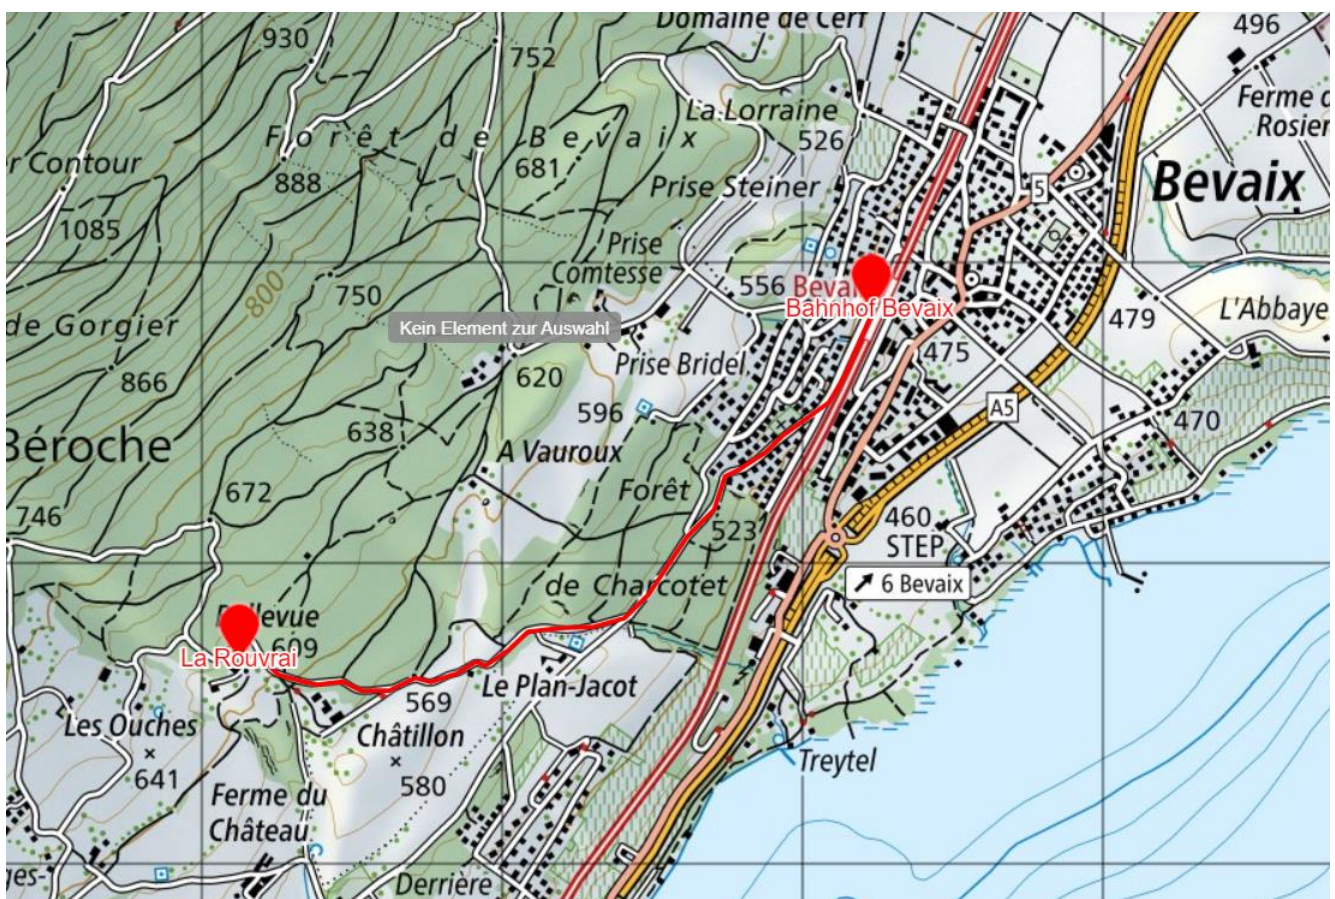 Domaine de Cerf
930
752
496
La Lorraine
526
Ferme d
Rosier
Forêt de Bevaix
r Contour
681
888
Prise Steiner
5
Bevaix
1085
Prise
Comtesse
800
750
556
Bevai
Bahnhof Bevaix
L'Abbaye
de Gorgier
Kein Element zur Auswahl
479
Prise Bridel
475
620
866
596
A5
470
638
Béroche
A Vauroux
672
Forêt
746
523
460
STEP
de Charcotet
6 Bevaix
699
La Rouvrai
569
Le Plan-Jacot
Les Ouches
Châtillon
641
580
Treytel
Ferme du
Château
ges-
Derrière